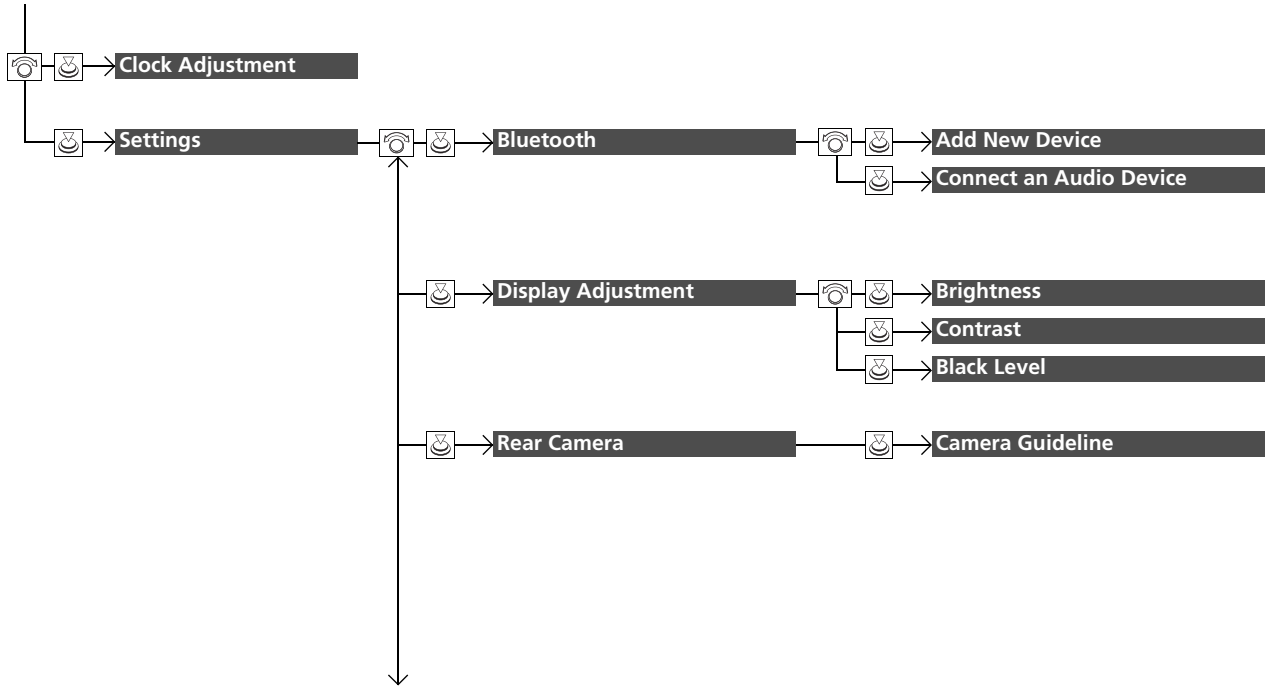 Clock Adjustment
Settings
Bluetooth
Add New Device
Connect an Audio Device
Display Adjustment
Brightness
Contrast
Black Level
Rear Camera
Camera Guideline